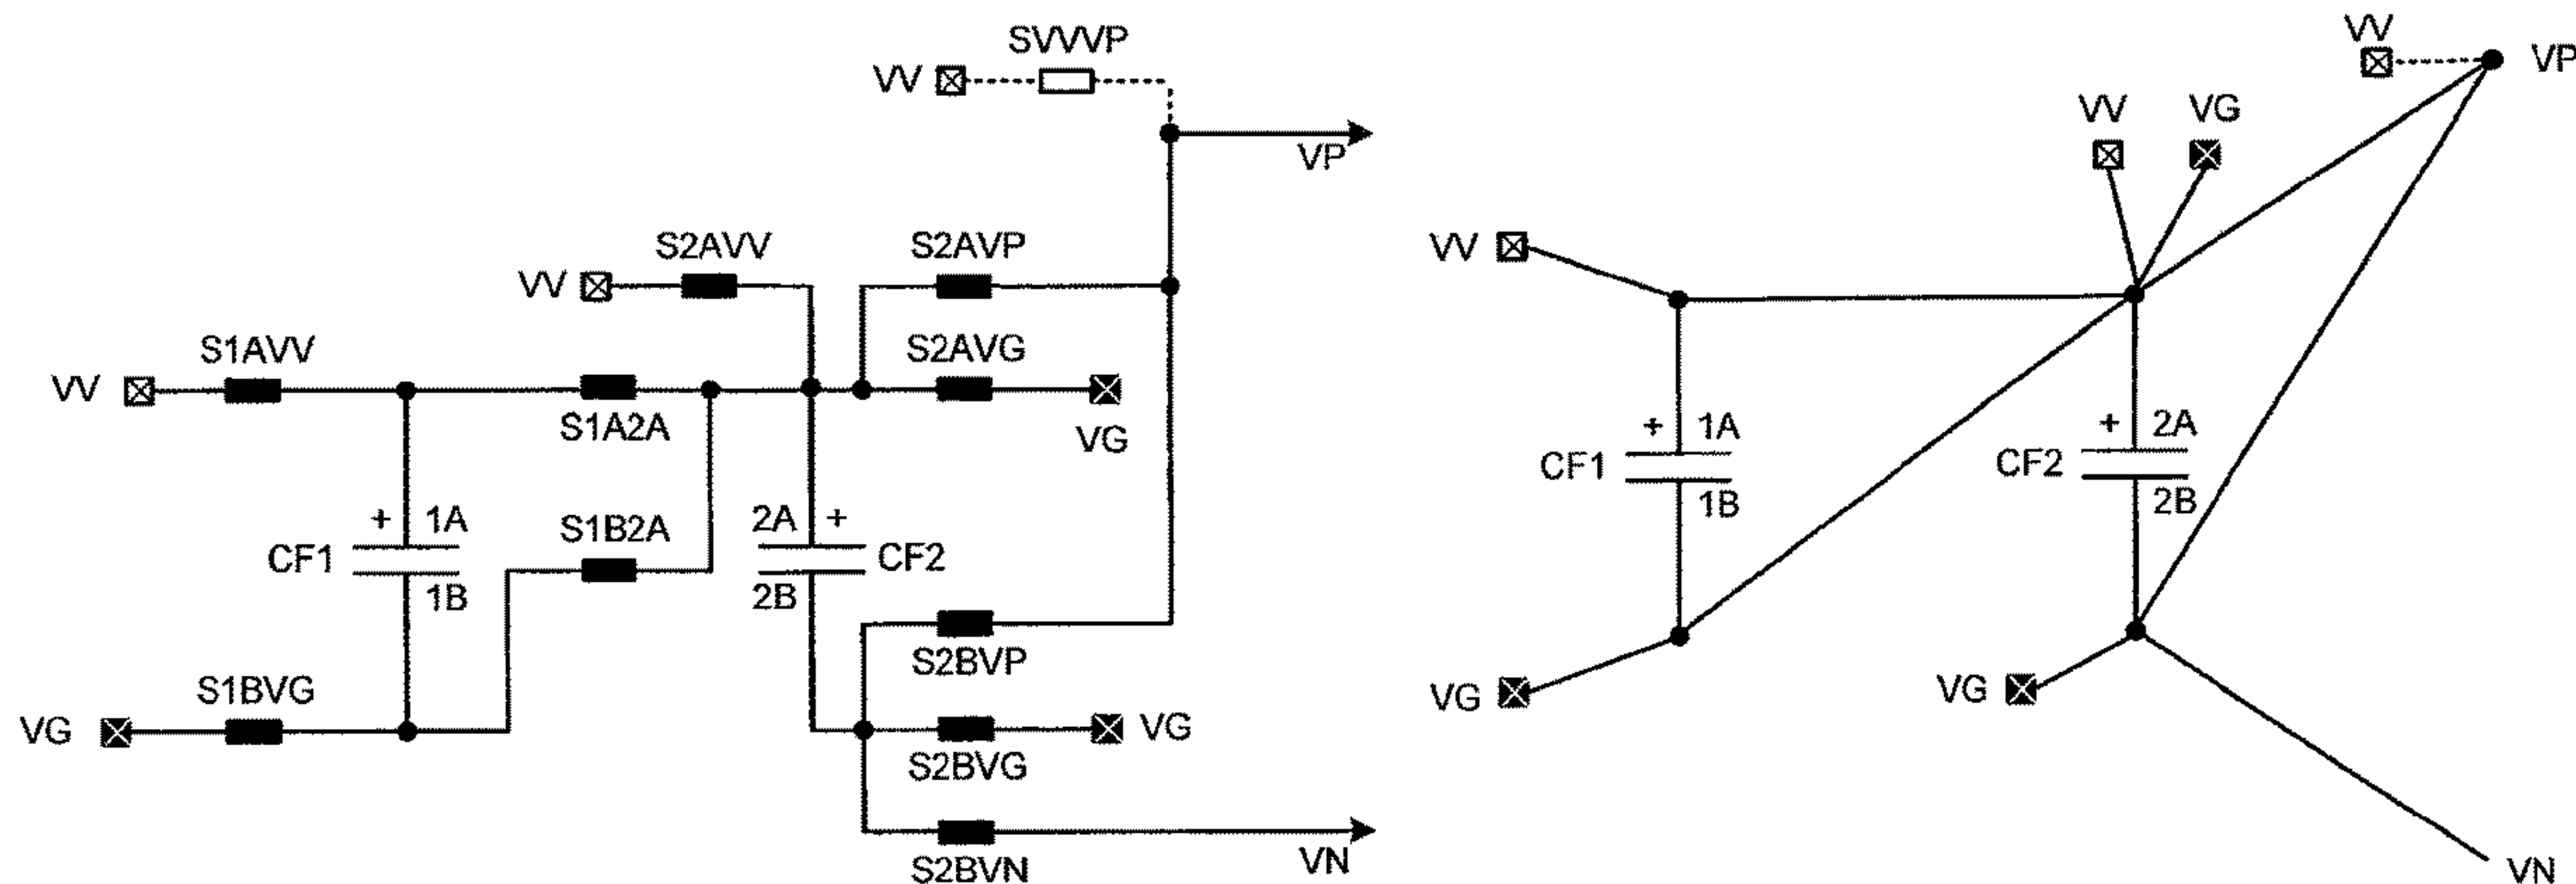 SVVVP
VV
VP
S2AVV
S2AVP
VV
S1AVV
S2AVG
VV
S1A2A
VG
+ 1A
S1B2A
2A +
CF1
CF2
1B
2B
S1BVG
S2BVP
VG
VG
S2BVG
S2BVN
VN
VV
VP
VV
VG
VV
+ 1A
+ 2A
CF1
CF2
1B
2B
VG
VG
VN